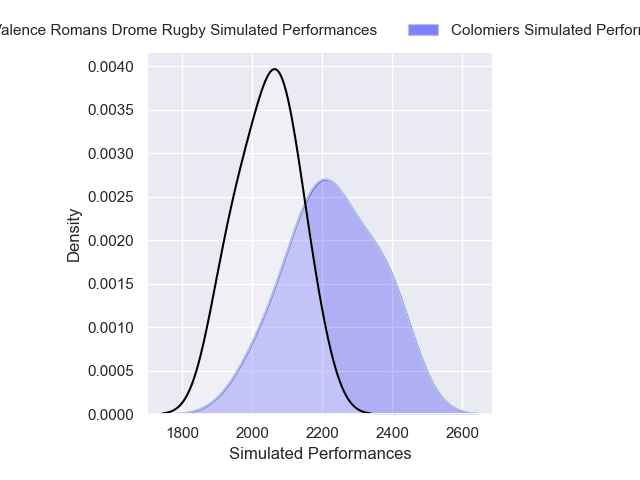 Valence Romans Drome Rugby Simulated Performances
Colomiers Simulated
0.0040
0.0035
0.0030
0.0025
0.0020
0.0015
0.0010
0.0005
0.0000
Density
1800 2000 2200 2400 2600
Simulated Performances